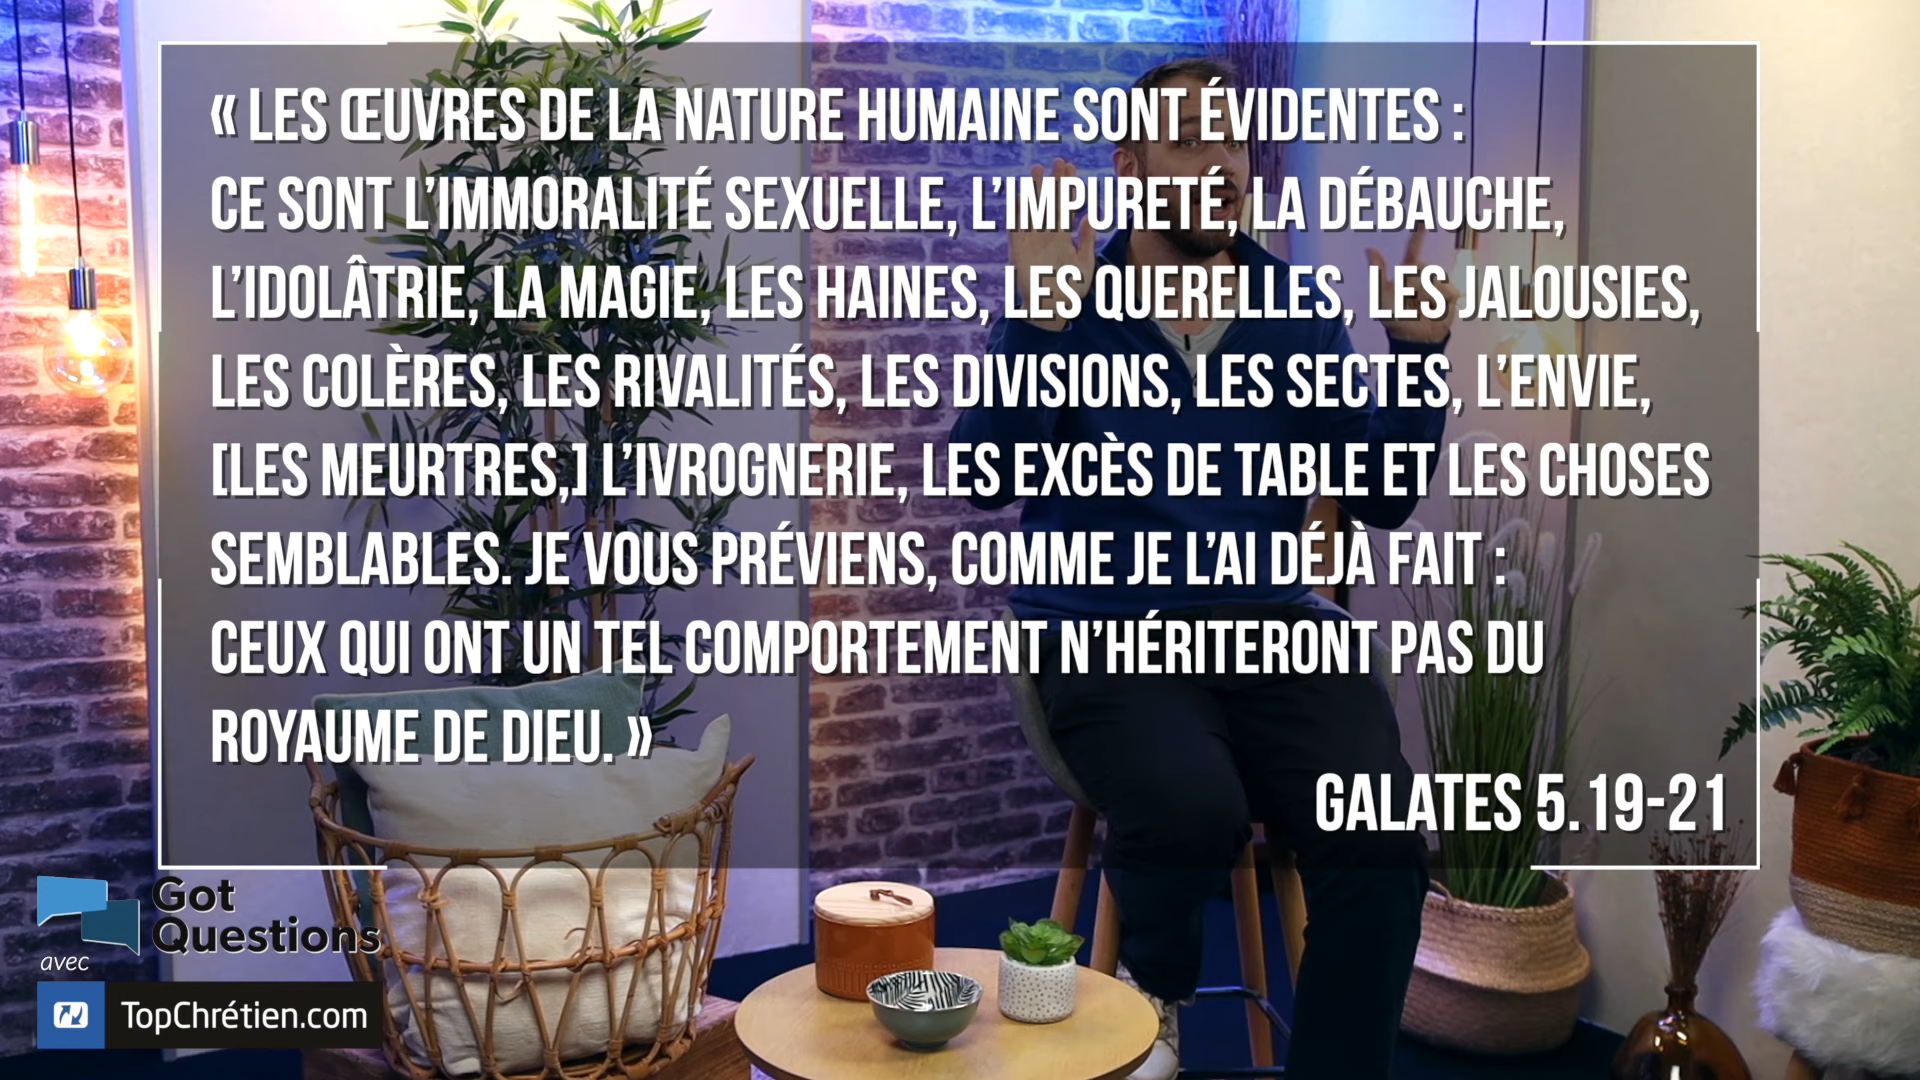 « LES ŒUVRES DE LA NATURE HUMAINE SONT ÉVIDENTES :
CE SONT L’IMMORALITÉ SEXUELLE, L’IMPURETÉ, LA DÉBAUCHE,
L’IDOLÂTRIE, LA MAGIE, LES HAINES, LES QUERELLES, LES JALOUSIES,
LES COLÈRES, LES RIVALITÉS, LES DIVISIONS, LES SECTES, L’ENVIE,
[LES MEURTRES,] L’IVROGNERIE, LES EXCÈS DE TABLE ET LES CHOSES
SEMBLABLES. JE VOUS PRÉVIENS, COMME JE L’AI DÉJÀ FAIT :
CEUX QUI ONT UN TEL COMPORTEMENT N’HÉRITERONT PAS DU
ROYAUME DE DIEU. »
GALATES 5.19-21
Got
Questions
avec
TopChrétien.com